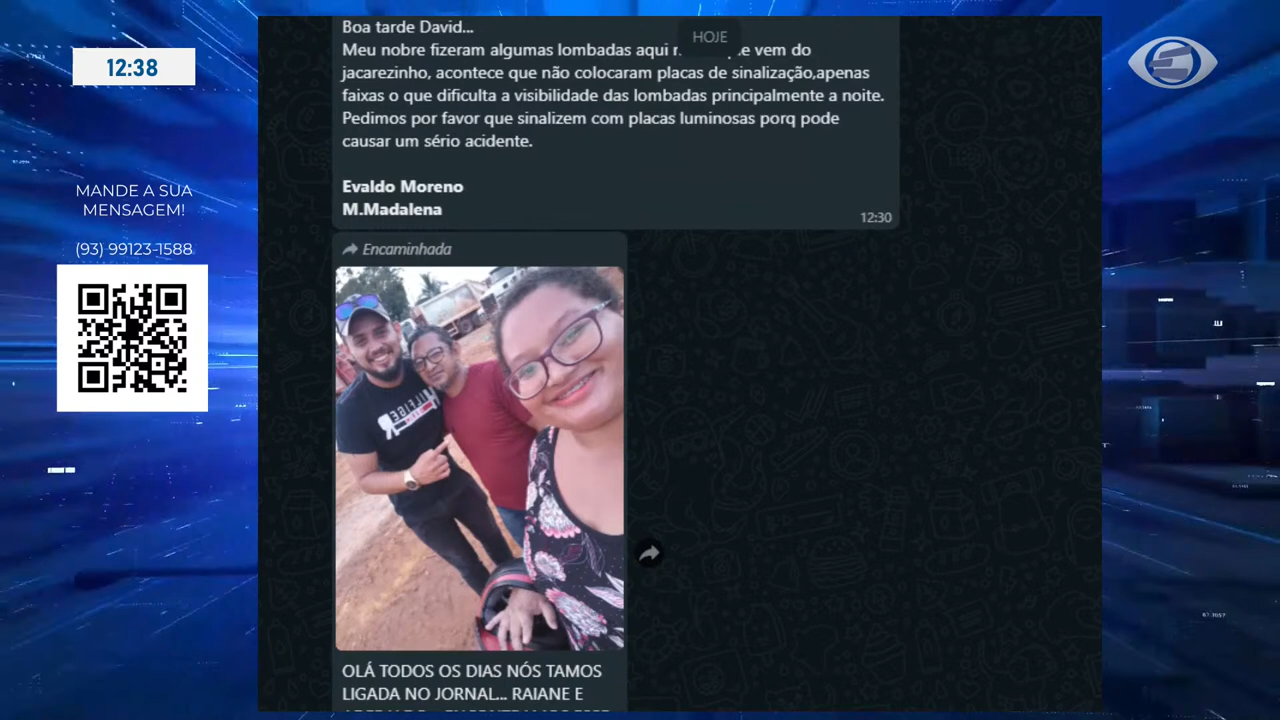 12:38
MANDE A SUA
MENSAGEM!
(93) 99123-1588
HOJE
Boa tarde David...
Meu nobre fizeram algumas lombadas aqui vem do
jacarezinho, acontece que não colocaram placas de sinalização,apenas
faixas o que dificulta a visibilidade das lombadas principalmente a noite.
Pedimos por favor que sinalizem com placas luminosas porq pode
causar um sério acidente.
Evaldo Moreno
M.Madalena
12:30
Encaminhada
OLÁ TODOS OS DIAS NÓS TAMOS
LIGADA NO JORNAL... RAIANE E